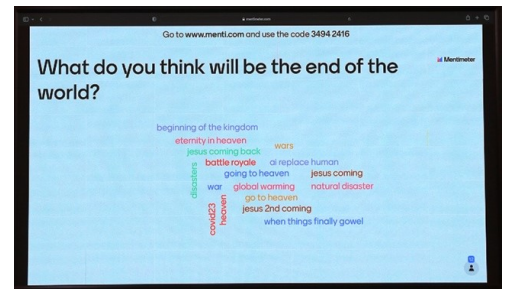 mentimeter.com
Go to www.menti.com and use the code 3494 2416
Mentimeter
What do you think will be the end of the
world?
beginning of the kingdom
eternity in heaven
wars
jesus coming back
disasters
battle royale
ai replace human
going to heaven
jesus coming
war
global warming
natural disaster
covid23
heaven
go to heaven
jesus 2nd coming
when things finally gowel